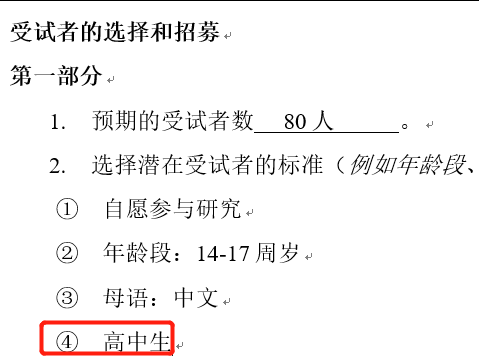 受试者的选择和招募
第一部分
1. 预期的受试者数 80 人 。
2. 选择潜在受试者的标准（例如年龄段、
① 自愿参与研究
② 年龄段：14-17 周岁
③ 母语：中文
④ 高中生